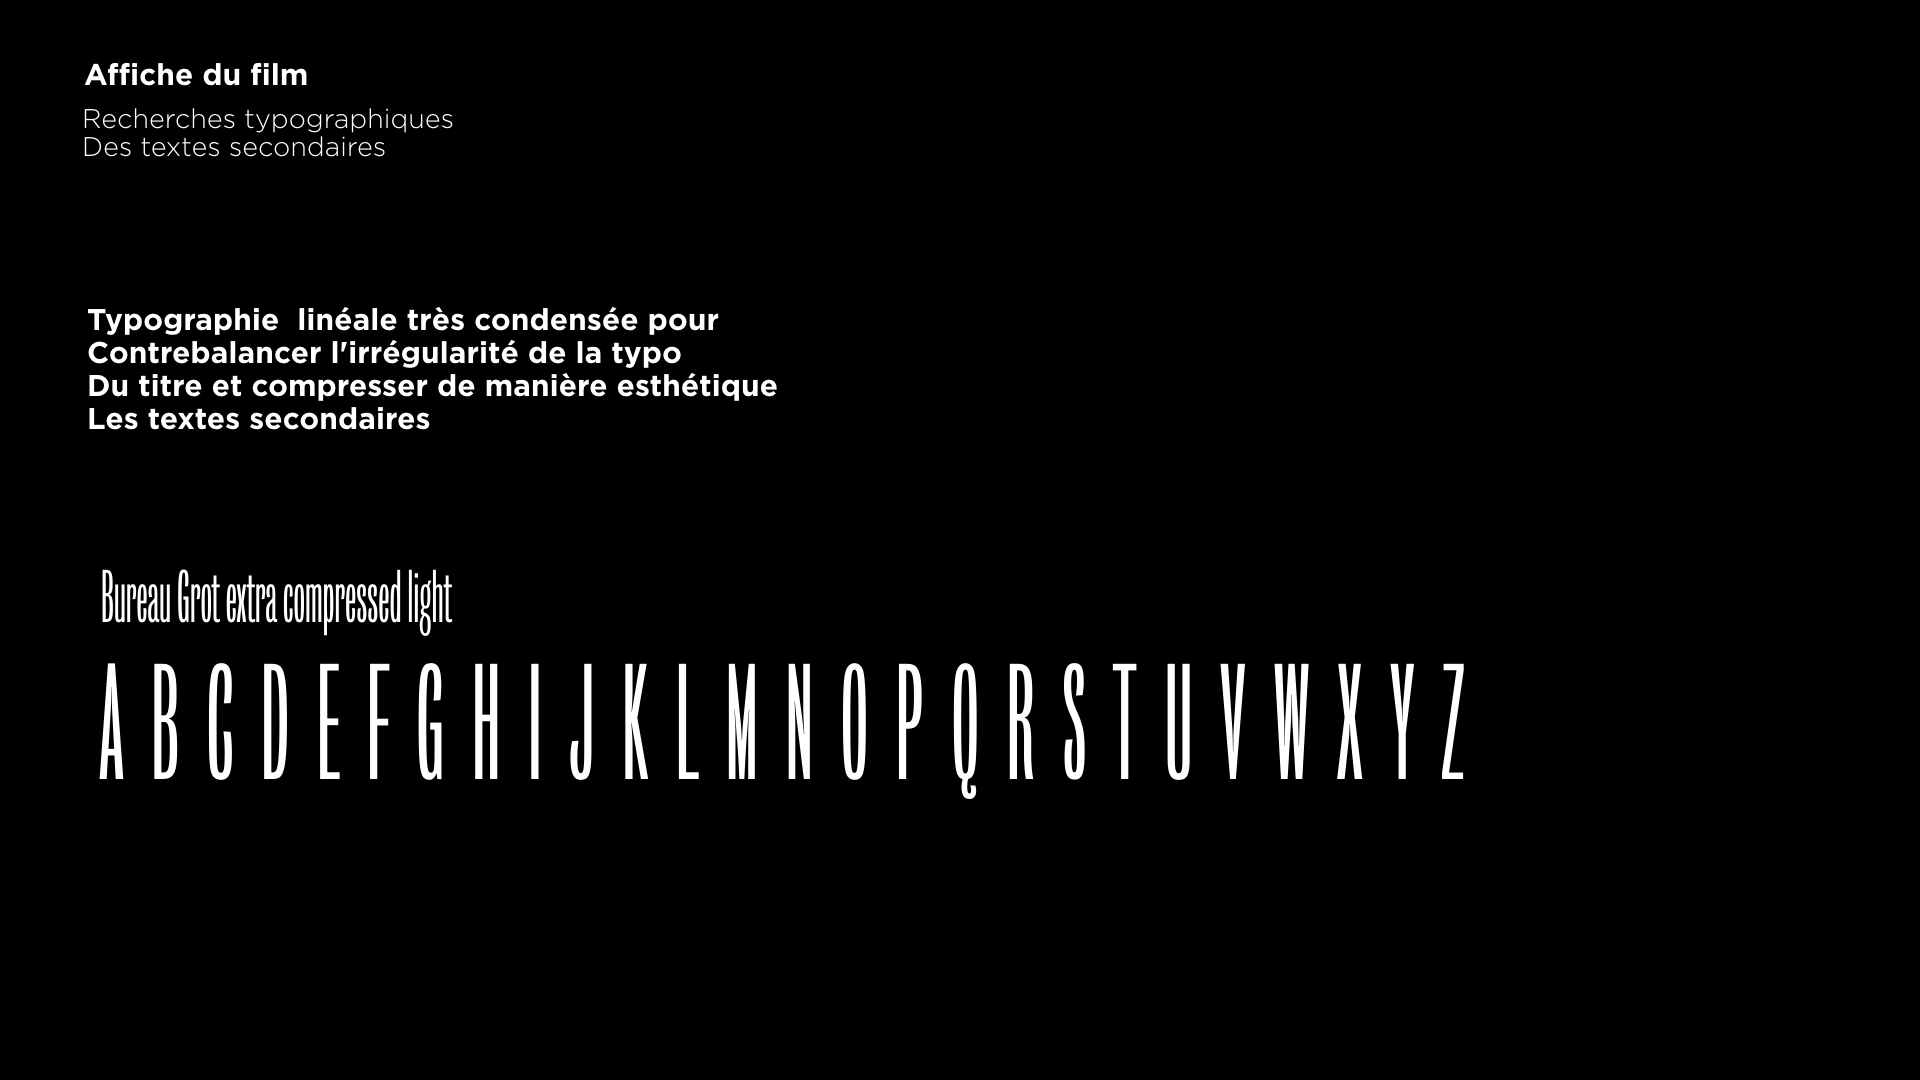 Affiche du film
Recherches typographiques
Des textes secondaires
Typographie  linéale très condensée pour
Contrebalancer l'irrégularité de la typo
Du titre et compresser de manière esthétique
Les textes secondaires
Bureau Grot extra compressed light
A B C D E F G H I J K L M N O P Q R S T U V W X Y Z